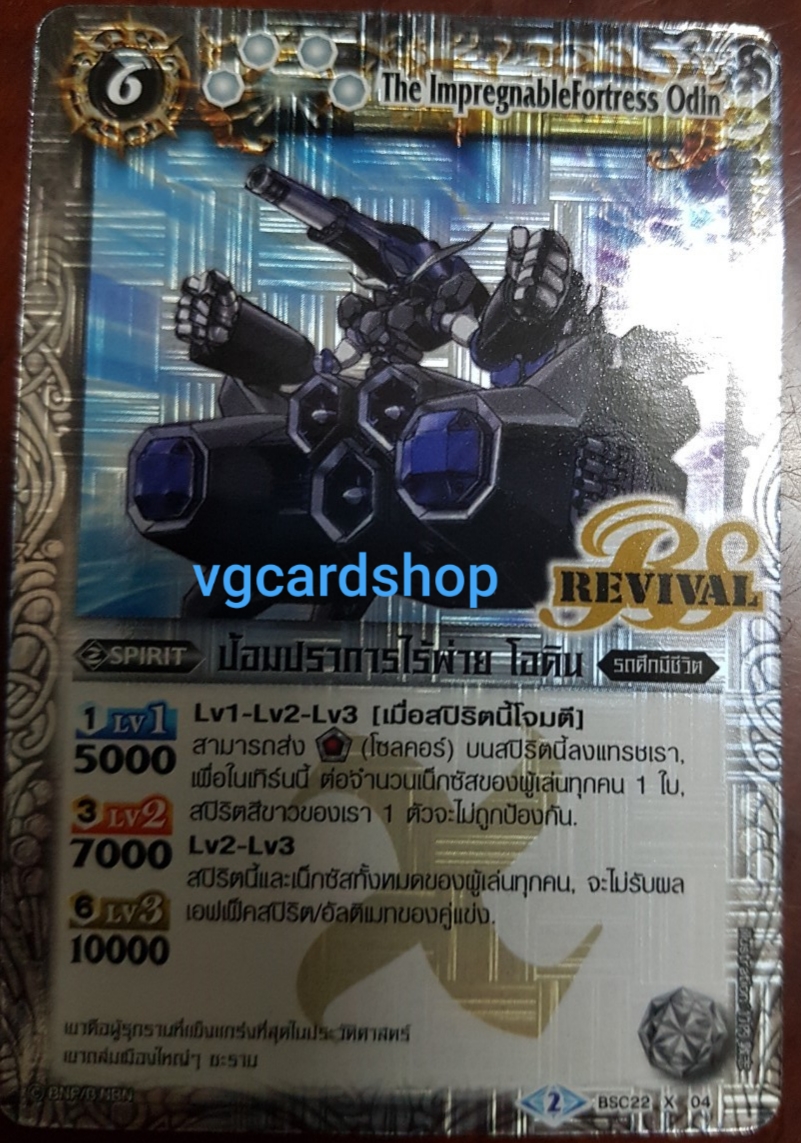 6
The ImpregnableFortress Odin
vgcardshop
BS
REVIVAL
2 SPIRIT
ป้อมปราการไร้พ่าย โอดิน
รถศึกมีชีวิต
1 LV1
5000
3 LV2
7000
6 LV3
10000
Lv1-Lv2-Lv3 [เมื่อสปิริตนี้โจมตี]
สามารถส่ง (โซลคอร์) บนสปิริตนี้ลงแทรชเรา,
เพื่อในเทิร์นนี้ ต่อจำนวนเน็กซัสของผู้เล่นทุกคน 1 ใบ,
สปิริตสีขาวของเรา 1 ตัวจะไม่ถูกป้องกัน.
Lv2-Lv3
สปิริตนี้และเน็กซัสทั้งหมดของผู้เล่นทุกคน, จะไม่รับผล
เอฟเฟ็คสปิริต/อัลติเมทของคู่แข่ง.
เขาคือผู้รุกรานที่แข็งแกร่งที่สุดในประวัติศาสตร์
เขาถล่มเมืองใหญ่ๆ ซะราบ
2
BSC22 X 04